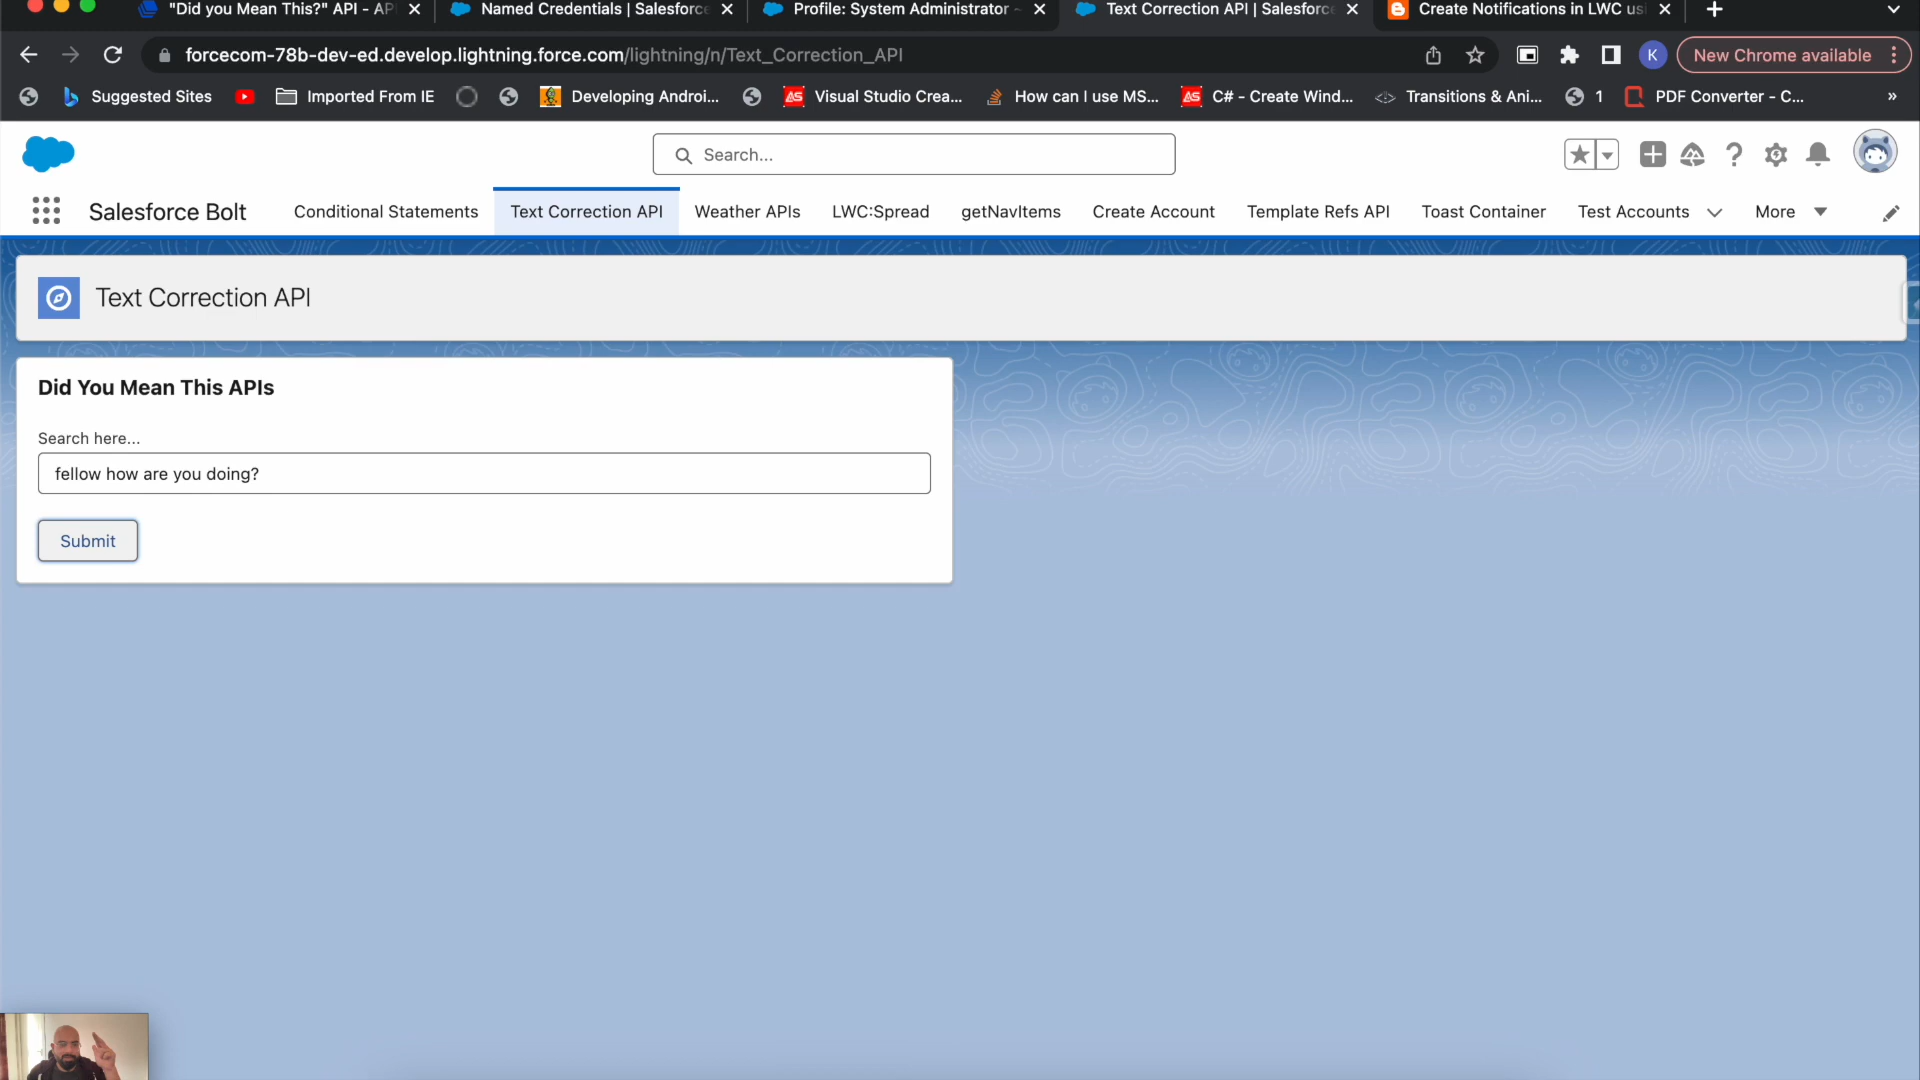 "Did you Mean This?" API - AP
Named Credentials | Salesforce
Profile: System Administrator ~
Text Correction API | Salesforce
Create Notifications in LWC us
forcecom-78b-dev-ed.develop.lightning.force.com/lightning/n/Text_Correction_API
K
New Chrome available
Suggested Sites
Imported From IE
Developing Androi...
Visual Studio Crea...
How can I use MS...
C# - Create Wind...
Transitions & Ani...
1
PDF Converter - C...
»
Search...
Salesforce Bolt
Conditional Statements
Text Correction API
Weather APIs
LWC:Spread
getNavItems
Create Account
Template Refs API
Toast Container
Test Accounts
More
Text Correction API
Did You Mean This APIs
Search here...
fellow how are you doing?
Submit